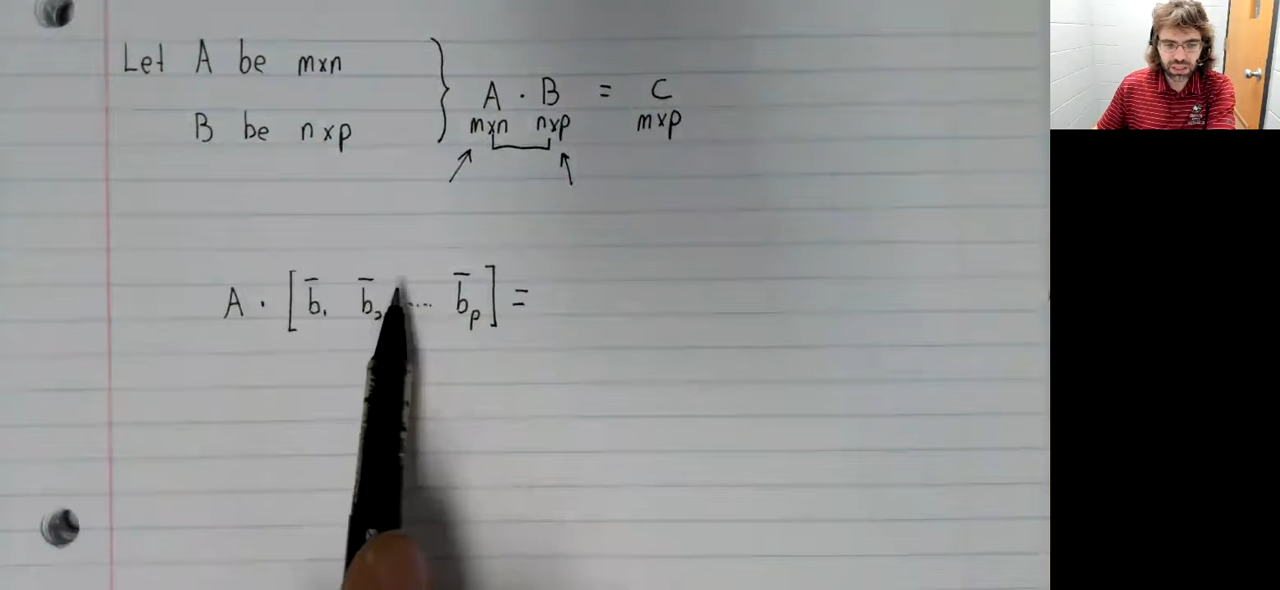 Let A be m×n
B be n×p
} A · B = C
m×n n×p m×p
A · [b̄₁ b̄₂ .... b̄ₚ] =